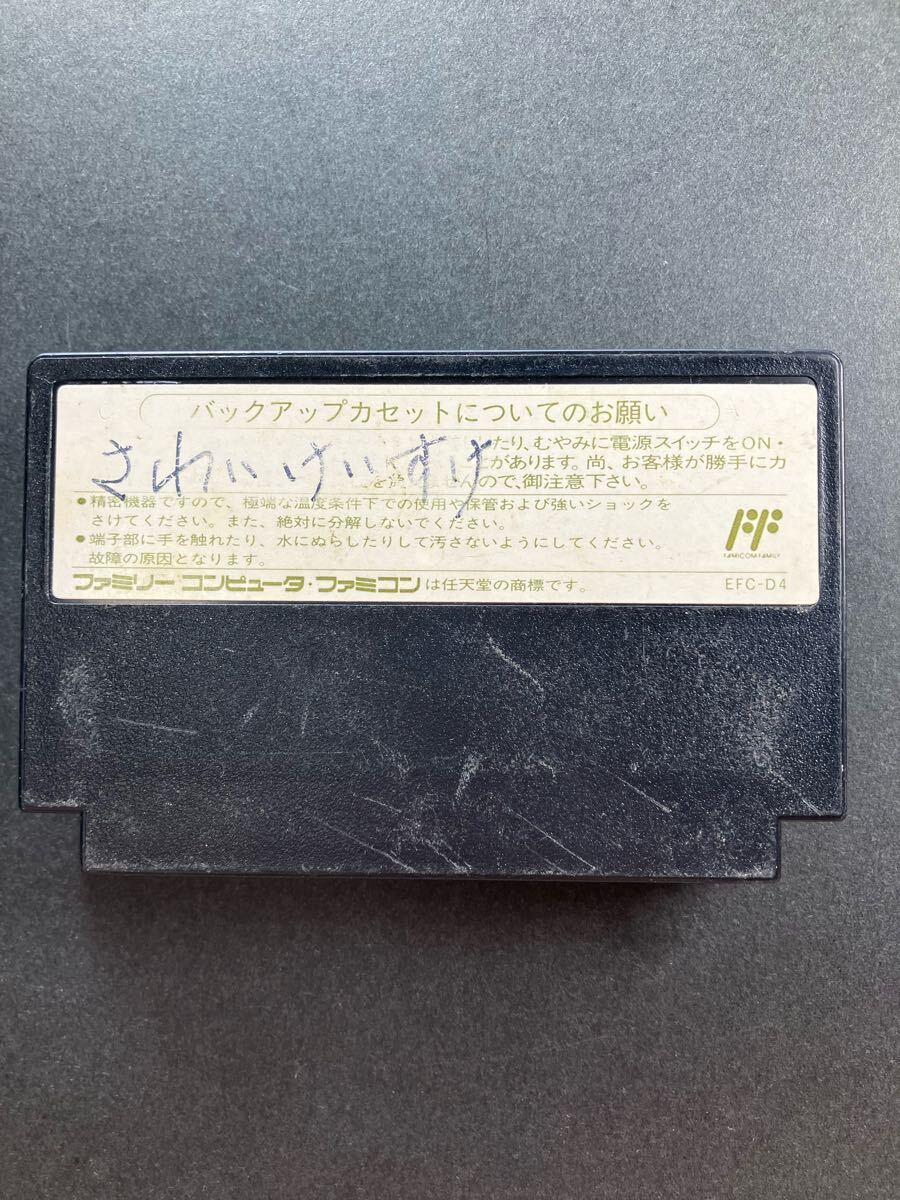 バックアップカセットについてのお願い
たり、むやみに電源スイッチをON・
さわい けいすけ
があります。尚、お客様が勝手にカ
んので、御注意下さい。
●精密機器ですので、極端な温度条件下での使用や保管および強いショックを
さけてください。また、絶対に分解しないでください。
●端子部に手を触れたり、水にぬらしたりして汚さないようにしてください。
故障の原因となります。
FAMICOM FAMILY
ファミリーコンピュータ・ファミコンは任天堂の商標です。
EFC-D4